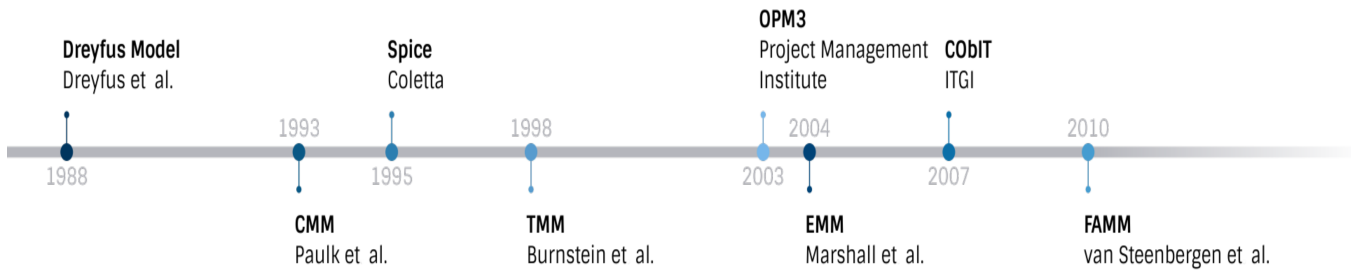 Dreyfus Model
Dreyfus et al.
Spice
Coletta
OPM3
Project Management
Institute
CObIT
ITGI
1993
1998
2004
2010
1988
1995
2003
2007
CMM
Paulk et al.
TMM
Burnstein et al.
EMM
Marshall et al.
FAMM
van Steenbergen et al.